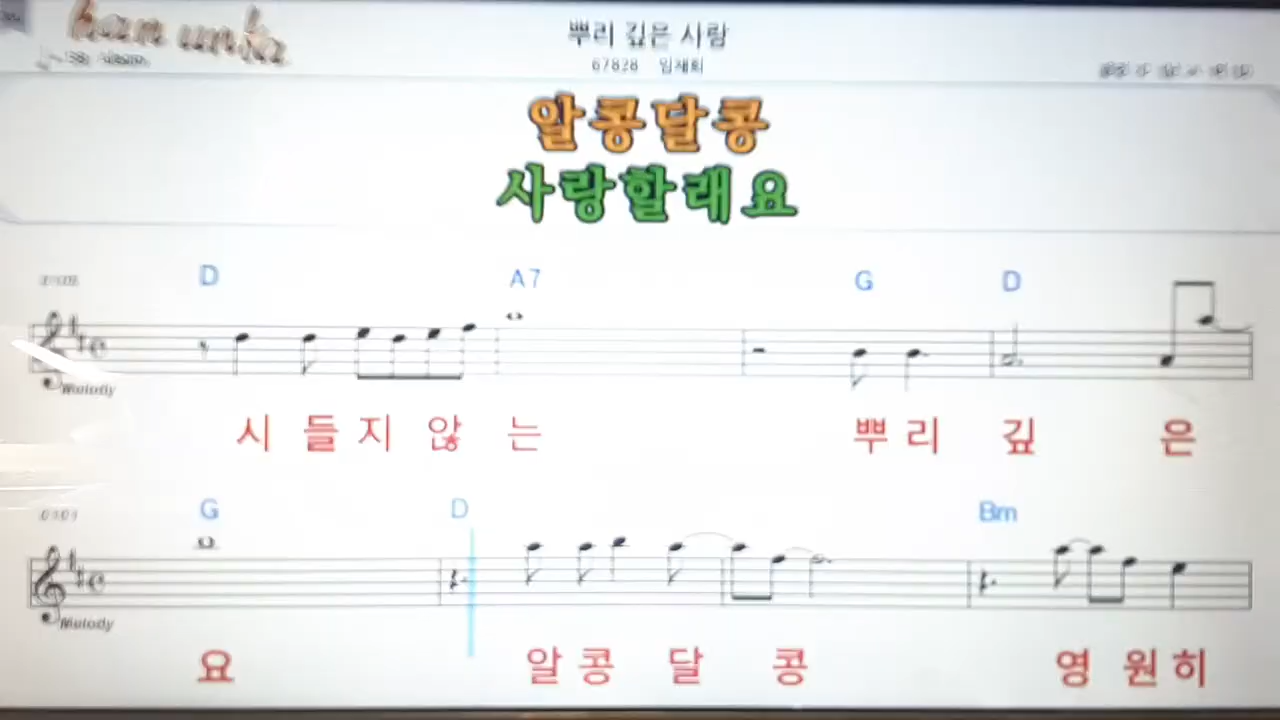 뿌리 깊은 사랑
67828 임채희
알콩달콩
사랑할래요
D A7 G D
Melody
시 들 지 않 는 뿌 리 깊 은
G D Bm
Melody
요 알 콩 달 콩 영 원 히